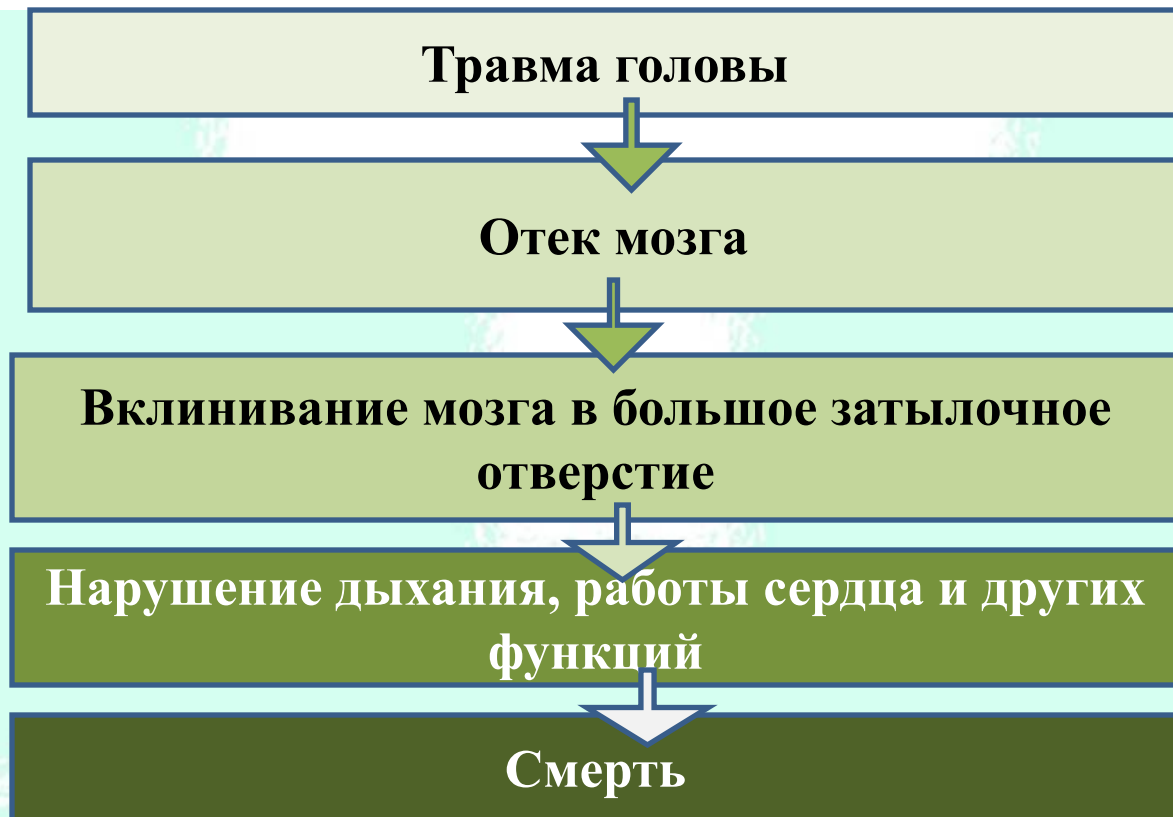 Травма головы
Отек мозга
Вклинивание мозга в большое затылочное
отверстие
Нарушение дыхания, работы сердца и других
функций
Смерть